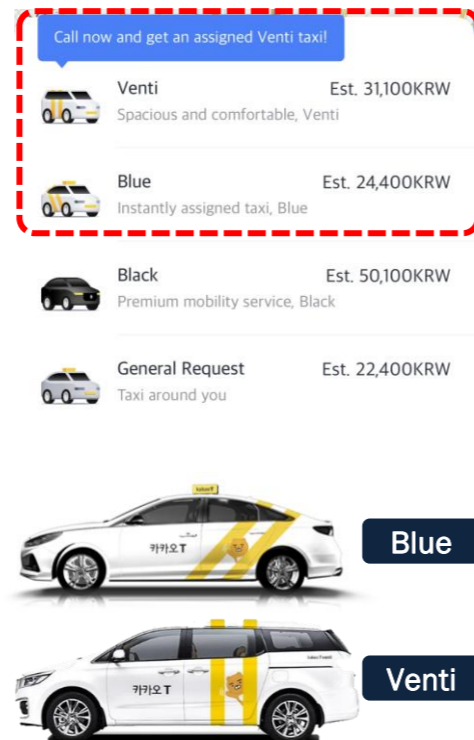 Call now and get an assigned Venti taxi!
Venti Est. 31,100KRW
Spacious and comfortable, Venti
Blue Est. 24,400KRW
Instantly assigned taxi, Blue
Black Est. 50,100KRW
Premium mobility service, Black
General Request Est. 22,400KRW
Taxi around you
카카오 T
Blue
카카오 T
Venti